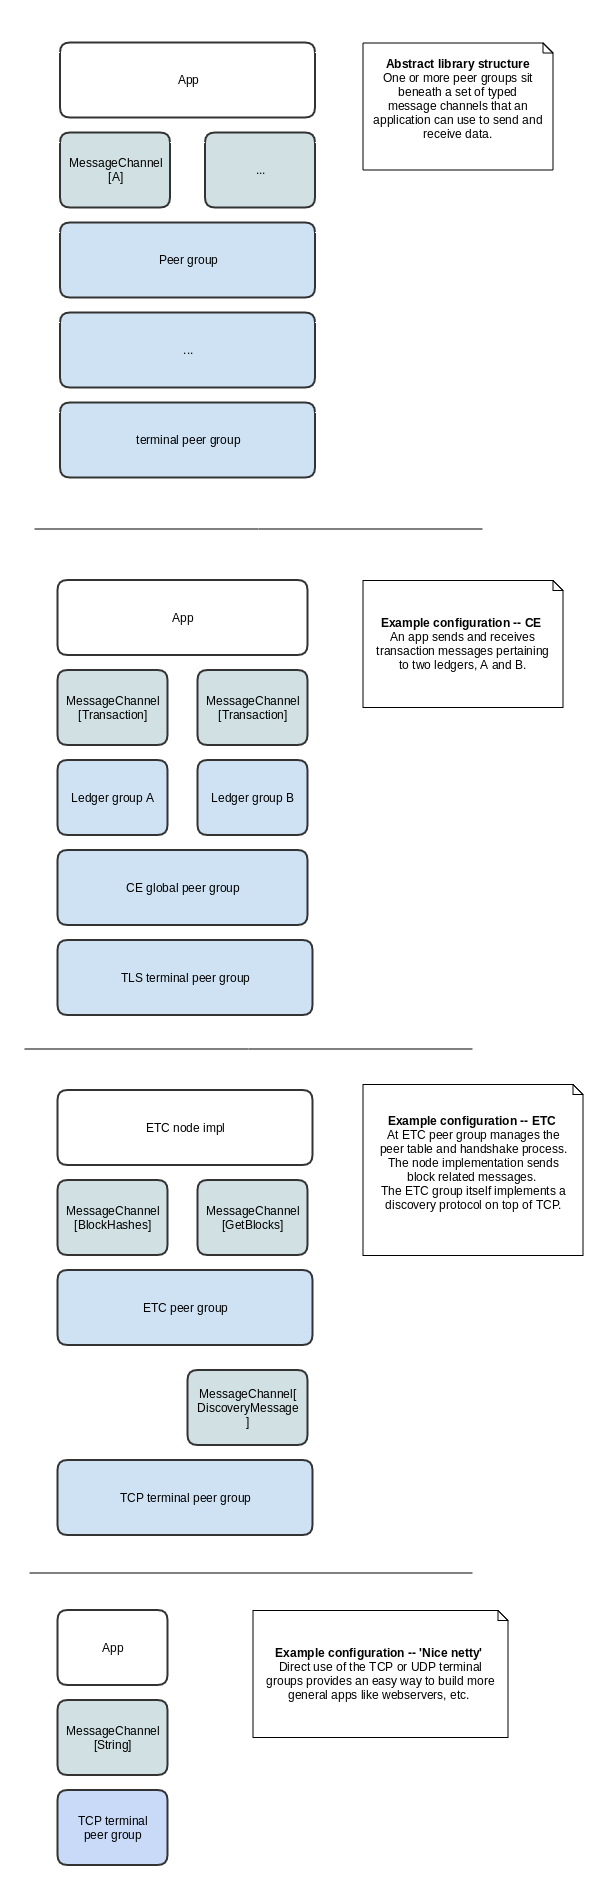 App
Abstract library structure
One or more peer groups sit
beneath a set of typed
message channels that an
application can use to send and
receive data.
MessageChannel
[A]
...
Peer group
...
terminal peer group
App
Example configuration -- CE
An app sends and receives
transaction messages pertaining
to two ledgers, A and B.
MessageChannel
[Transaction]
MessageChannel
[Transaction]
Ledger group A
Ledger group B
CE global peer group
TLS terminal peer group
ETC node impl
Example configuration -- ETC
At ETC peer group manages the
peer table and handshake process.
The node implementation sends
block related messages.
The ETC group itself implements a
discovery protocol on top of TCP.
MessageChannel
[BlockHashes]
MessageChannel
[GetBlocks]
ETC peer group
MessageChannel[
DiscoveryMessage
]
TCP terminal peer group
App
Example configuration -- 'Nice netty'
Direct use of the TCP or UDP terminal
groups provides an easy way to build more
general apps like webservers, etc.
MessageChannel
[String]
TCP terminal
peer group